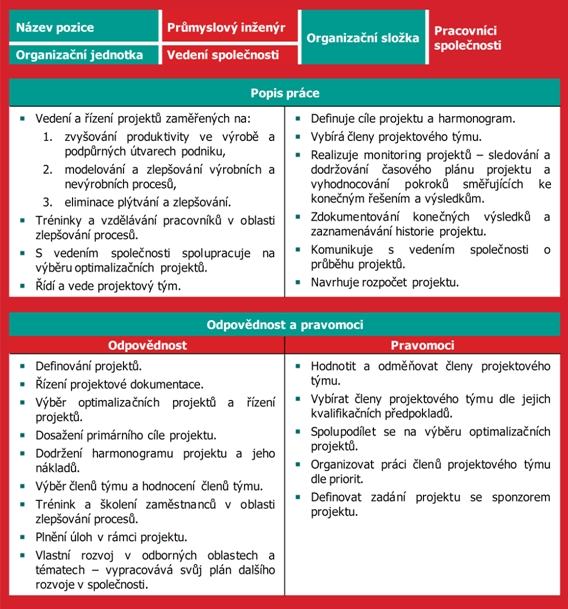 Název pozice
Průmyslový inženýr
Organizační složka
Pracovníci
společnosti
Organizační jednotka
Vedení společnosti
Popis práce
▪ Vedení a řízení projektů zaměřených na:
1. zvyšování produktivity ve výrobě a
podpůrných útvarech podniku,
2. modelování a zlepšování výrobních a
nevýrobních procesů,
3. eliminace plýtvání a zlepšování.
▪ Tréninky a vzdělávání pracovníků v oblasti
zlepšování procesů.
▪ S vedením společnosti spolupracuje na
výběru optimalizačních projektů.
▪ Řídí a vede projektový tým.
▪ Definuje cíle projektu a harmonogram.
▪ Vybírá členy projektového týmu.
▪ Realizuje monitoring projektů – sledování a
dodržování časového plánu projektu a
vyhodnocování pokroků směřujících ke
konečným řešením a výsledkům.
▪ Zdokumentování konečných výsledků a
zaznamenávání historie projektu.
▪ Komunikuje s vedením společnosti o
průběhu projektů.
▪ Navrhuje rozpočet projektu.
Odpovědnost a pravomoci
Odpovědnost
▪ Definování projektů.
▪ Řízení projektové dokumentace.
▪ Výběr optimalizačních projektů a řízení
projektů.
▪ Dosažení primárního cíle projektu.
▪ Dodržení harmonogramu projektu a jeho
nákladů.
▪ Výběr členů týmu a hodnocení členů týmu.
▪ Trénink a školení zaměstnanců v oblasti
zlepšování procesů.
▪ Plnění úloh v rámci projektu.
▪ Vlastní rozvoj v odborných oblastech a
tématech – vypracovává svůj plán dalšího
rozvoje v společnosti.
Pravomoci
▪ Hodnotit a odměňovat členy projektového
týmu.
▪ Vybírat členy projektového týmu dle jejich
kvalifikačních předpokladů.
▪ Spolupodílet se na výběru optimalizačních
projektů.
▪ Organizovat práci členů projektového týmu
dle priorit.
▪ Definovat zadání projektu se sponzorem
projektu.